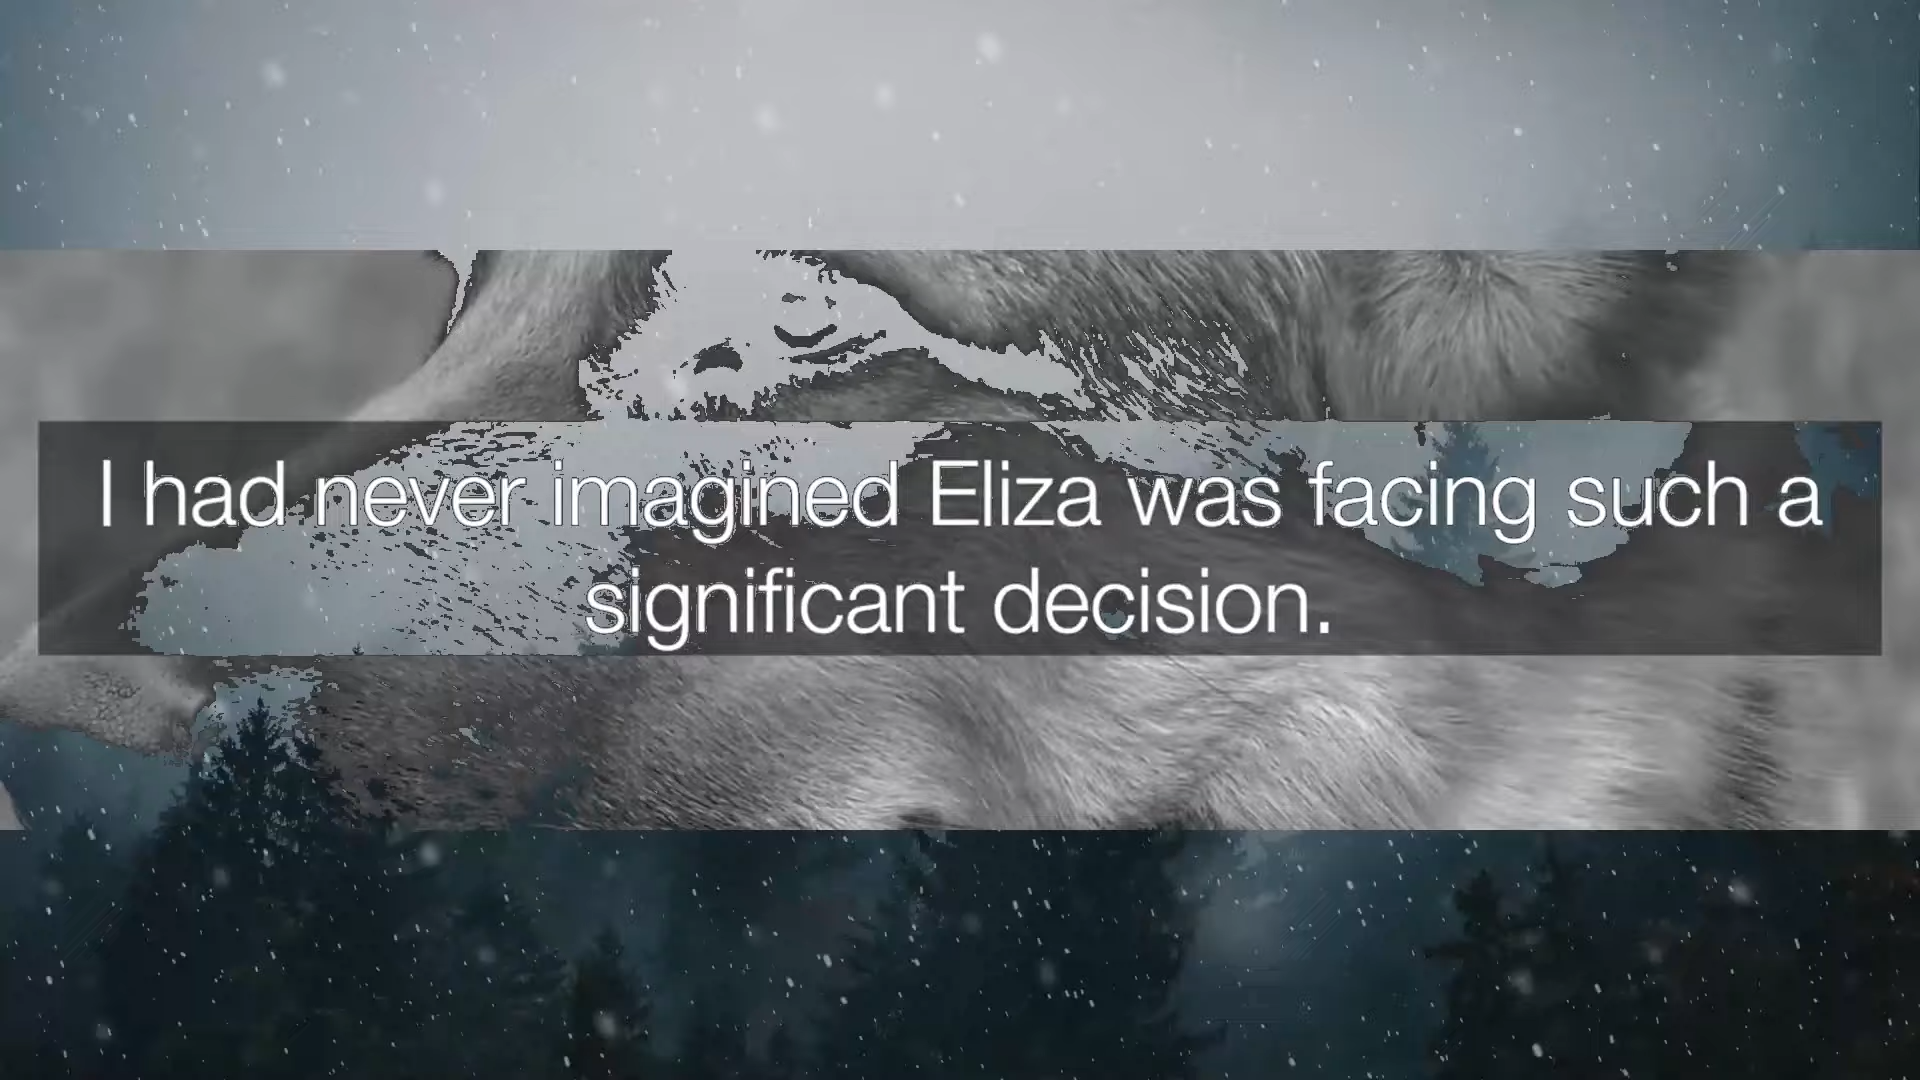 I had never imagined Eliza was facing such a
significant decision.